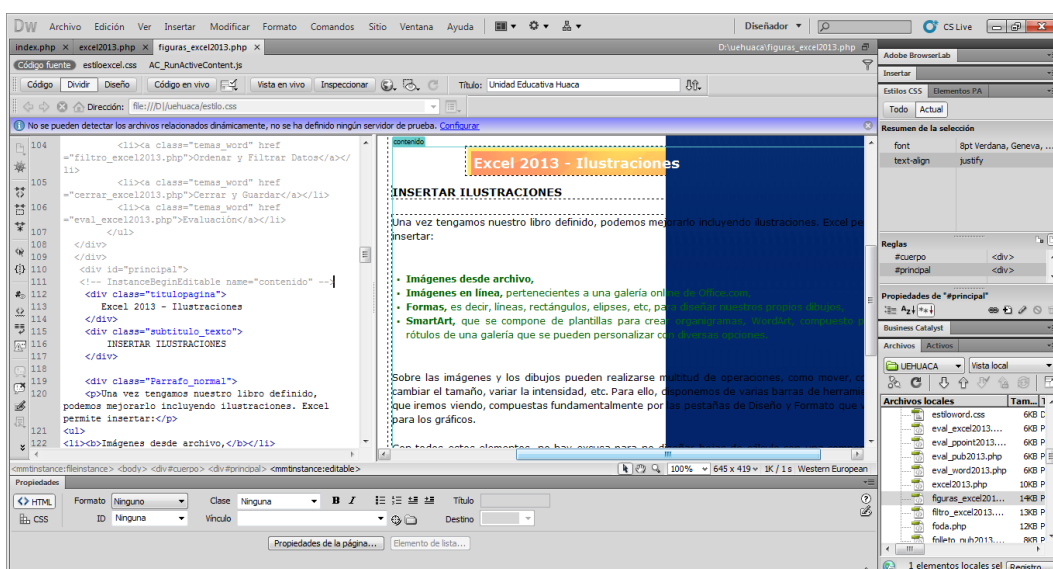 Dw Archivo Edición Ver Insertar Modificar Formato Comandos Sitio Ventana Ayuda Diseñador CS Live
index.php × excel2013.php × figuras_excel2013.php × D:\uehuaca\figuras_excel2013.php
Código fuente estiloexcel.css AC_RunActiveContent.js
Código Dividir Diseño Código en vivo Vista en vivo Inspeccionar Título: Unidad Educativa Huaca
Dirección: file:///D|/uehuaca/estilo.css
No se pueden detectar los archivos relacionados dinámicamente, no se ha definido ningún servidor de prueba. Configurar
104 <li><a class="temas_word" href
="filtro_excel2013.php">Ordenar y Filtrar Datos</a></
li>
105 <li><a class="temas_word" href
="cerrar_excel2013.php">Cerrar y Guardar</a></li>
106 <li><a class="temas_word" href
="eval_excel2013.php">Evaluación</a></li>
107 </ul>
108 </div>
109 </div>
110 <div id="principal">
111 <!-- InstanceBeginEditable name="contenido" -->
112 <div class="titulopagina">
113 Excel 2013 - Ilustraciones
114 </div>
115 <div class="subtitulo_texto">
116 INSERTAR ILUSTRACIONES
117 </div>
118
119 <div class="Parrafo_normal">
120 <p>Una vez tengamos nuestro libro definido,
podemos mejorarlo incluyendo ilustraciones. Excel
permite insertar:</p>
121 <ul>
122 <li><b>Imágenes desde archivo,</b></li>
contenido
Excel 2013 - Ilustraciones
INSERTAR ILUSTRACIONES
Una vez tengamos nuestro libro definido, podemos mejorarlo incluyendo ilustraciones. Excel pe
insertar:
• Imágenes desde archivo,
• Imágenes en línea, pertenecientes a una galería online de Office.com,
• Formas, es decir, líneas, rectángulos, elipses, etc, para diseñar nuestros propios dibujos.
• SmartArt, que se compone de plantillas para crear organigramas, WordArt, compuesto p
rótulos de una galería que se pueden personalizar con diversas opciones.
Sobre las imágenes y los dibujos pueden realizarse multitud de operaciones, como mover, co
cambiar el tamaño, variar la intensidad, etc. Para ello, disponemos de varias barras de herramie
que iremos viendo, compuestas fundamentalmente por las pestañas de Diseño y Formato que v
para los gráficos.
<mmtinstance:fileinstance> <body> <div#cuerpo> <div#principal> <mmtinstance:editable> 100% 645 x 419 1K / 1 s Western European
Propiedades
HTML Formato Ninguno Clase Ninguna B I Título
CSS ID Ninguna Vínculo Destino
Propiedades de la página... Elemento de lista...
Adobe BrowserLab
Insertar
Estilos CSS Elementos PA
Todo Actual
Resumen de la selección
font 8pt Verdana, Geneva, ...
text-align justify
Reglas
#cuerpo <div>
#principal <div>
Propiedades de "#principal"
Business Catalyst
Archivos Activos
UEHUACA Vista local
Archivos locales Tam... T
estiloword.css 6KB D
eval_excel2013.... 6KB P
eval_ppoint2013... 6KB P
eval_pub2013.php 6KB P
eval_word2013.php 6KB P
excel2013.php 10KB P
figuras_excel201... 14KB P
filtro_excel2013.... 13KB P
foda.php 12KB P
folleto_pub2013.... 8KB P
1 elementos locales sel Registro...